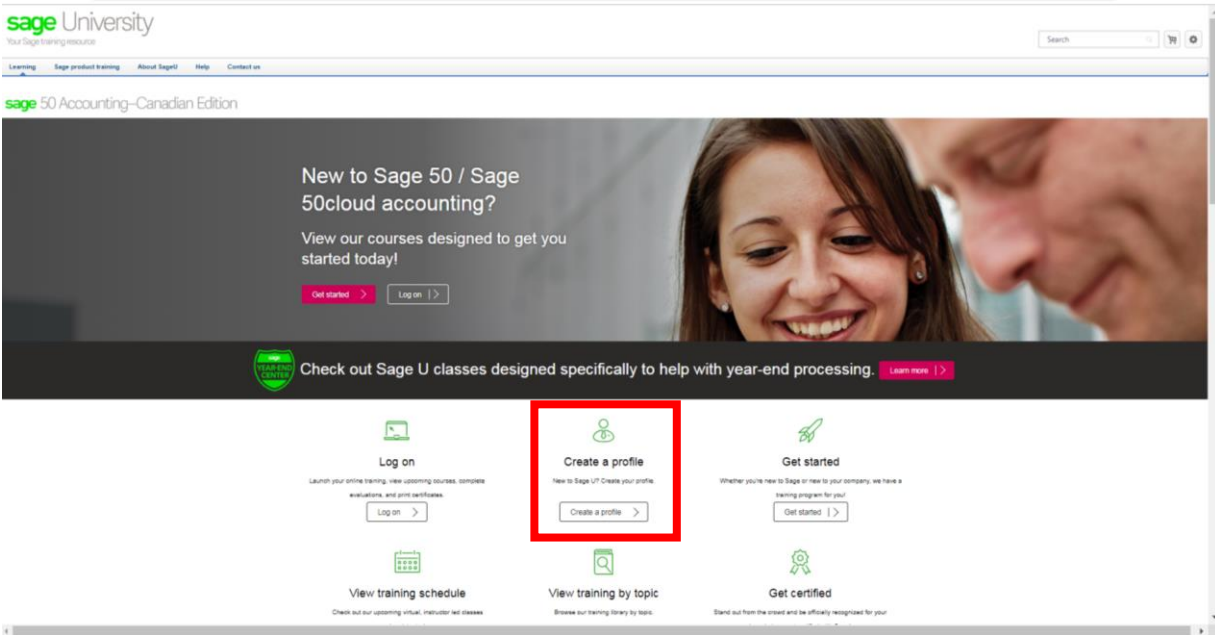 sage University
Your Sage training resource
Search
Learning Sage product training About SageU Help Contact us
sage 50 Accounting–Canadian Edition
New to Sage 50 / Sage
50cloud accounting?
View our courses designed to get you
started today!
Get started Log on
sage
YEAR-END
CENTER
Check out Sage U classes designed specifically to help with year-end processing. Learn more
Log on
Launch your online training, view upcoming courses, complete
evaluations, and print certificates.
Log on
Create a profile
New to Sage U? Create your profile.
Create a profile
Get started
Whether you're new to Sage or new to your company, we have a
training program for you!
Get started
View training schedule
Check out our upcoming virtual, instructor led classes
View training by topic
Browse our training library by topic.
Get certified
Stand out from the crowd and be officially recognized for your